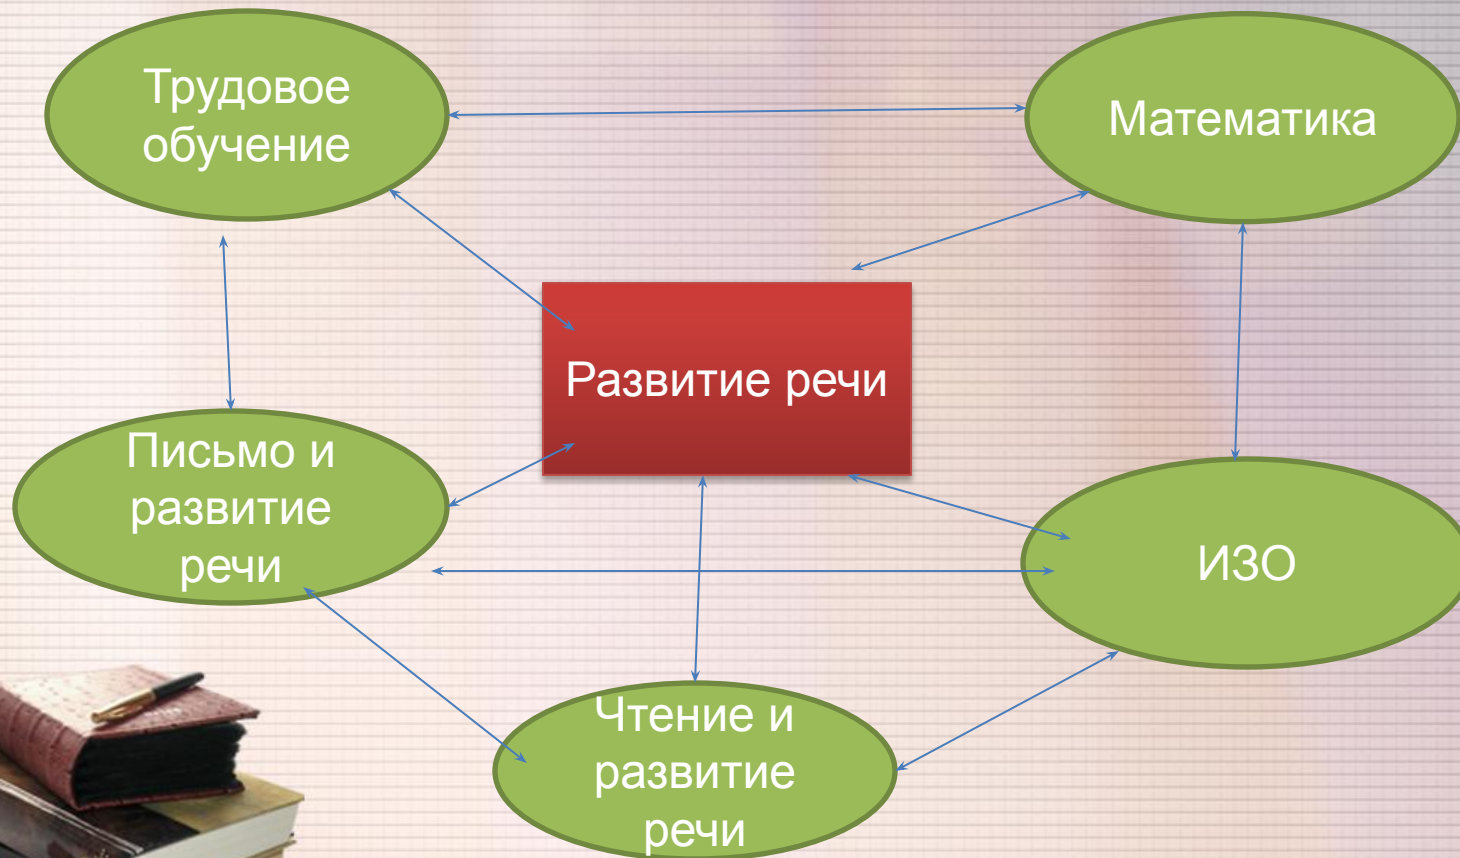 Трудовое
обучение
Математика
Развитие речи
Письмо и
развитие
речи
ИЗО
Чтение и
развитие
речи